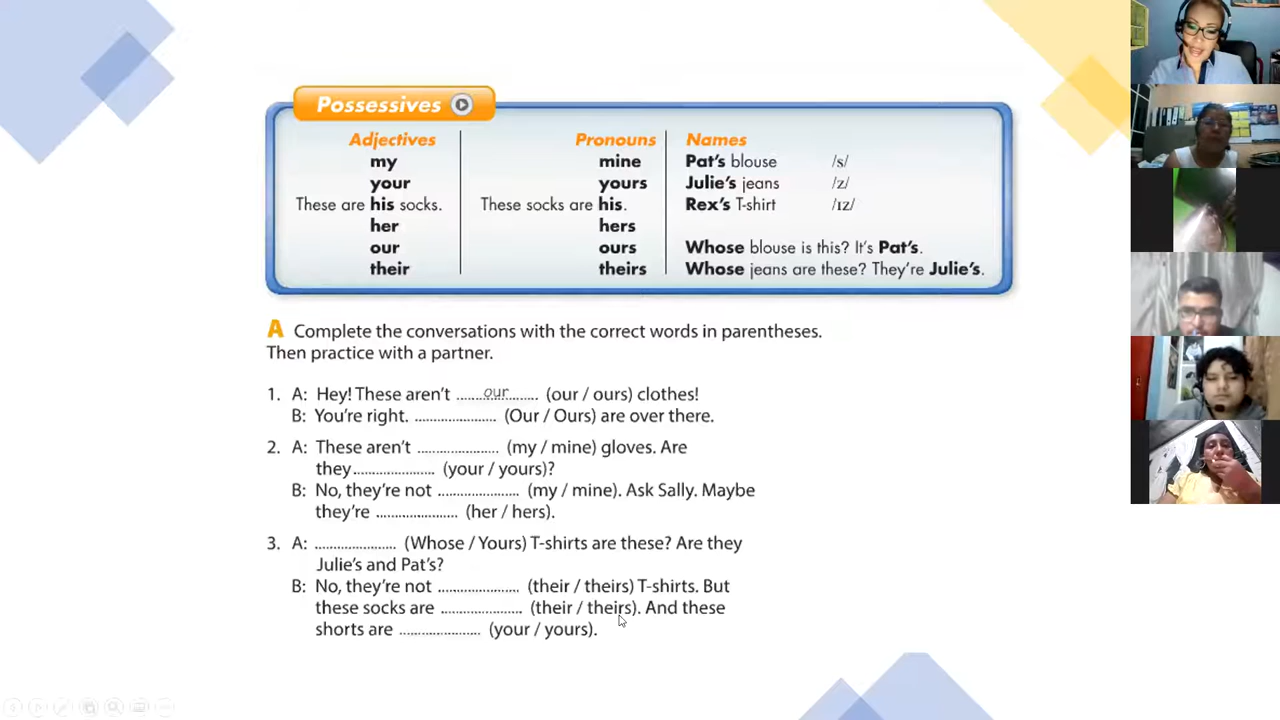 Possessives
Adjectives
my
your
These are his socks.
her
our
their
Pronouns
mine
yours
These socks are his.
hers
ours
theirs
Names
Pat's blouse /s/
Julie's jeans /z/
Rex's T-shirt /ɪz/
Whose blouse is this? It's Pat's.
Whose jeans are these? They're Julie's.
A Complete the conversations with the correct words in parentheses.
Then practice with a partner.
1. A: Hey! These aren't ......our...... (our / ours) clothes!
B: You're right. ...................... (Our / Ours) are over there.
2. A: These aren't ...................... (my / mine) gloves. Are
they...................... (your / yours)?
B: No, they're not ...................... (my / mine). Ask Sally. Maybe
they're ...................... (her / hers).
3. A: ...................... (Whose / Yours) T-shirts are these? Are they
Julie's and Pat's?
B: No, they're not ...................... (their / theirs) T-shirts. But
these socks are ...................... (their / theirs). And these
shorts are ...................... (your / yours).